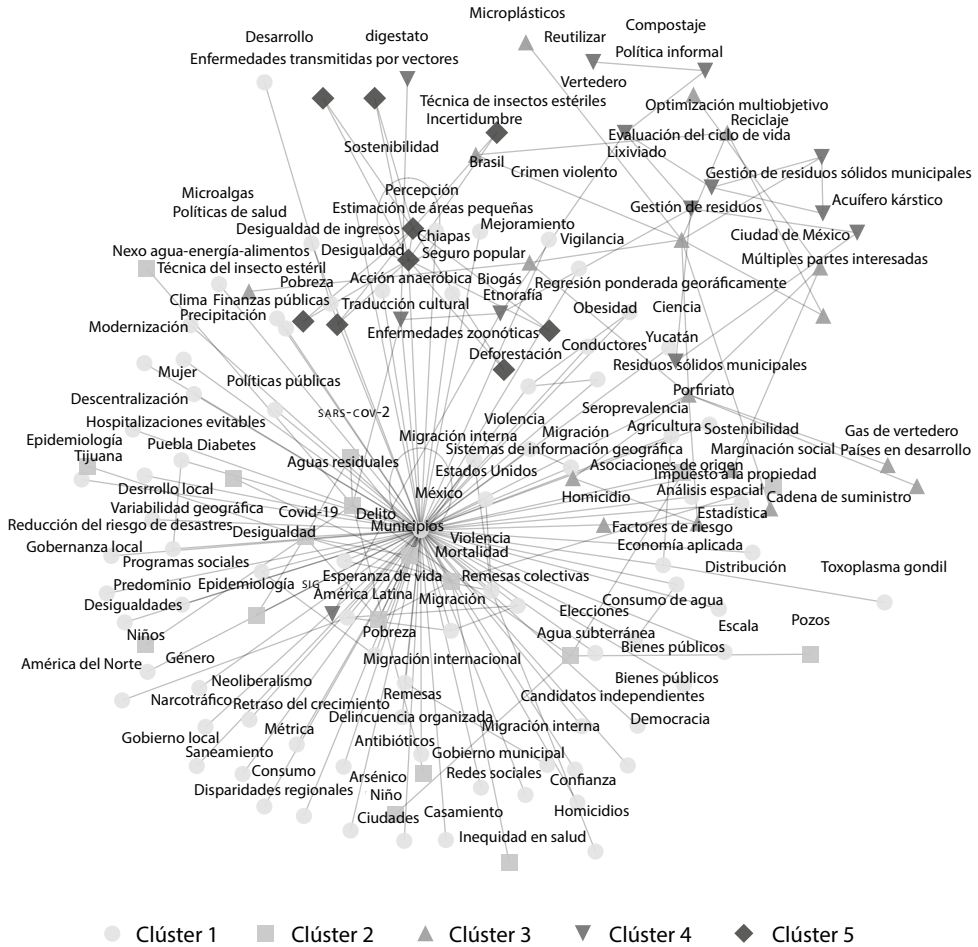 Microplásticos
Compostaje
Desarrollo
digestato
Reutilizar
Política informal
Enfermedades transmitidas por vectores
Vertedero
Técnica de insectos estériles
Optimización multiobjetivo
Incertidumbre
Reciclaje
Evaluación del ciclo de vida
Sostenibilidad
Lixiviado
Brasil
Crimen violento
Gestión de residuos sólidos municipales
Microalgas
Percepción
Acuífero kárstico
Políticas de salud
Estimación de áreas pequeñas
Gestión de residuos
Desigualdad de ingresos
Chiapas
Mejoramiento
Vigilancia
Ciudad de México
Nexo agua-energía-alimentos
Desigualdad
Seguro popular
Múltiples partes interesadas
Técnica del insecto estéril
Pobreza
Acción anaeróbica
Biogás
Regresión ponderada georáficamente
Clima
Finanzas públicas
Traducción cultural
Etnorafía
Obesidad
Ciencia
Precipitación
Modernización
Enfermedades zoonóticas
Conductores
Yucatán
Deforestación
Residuos sólidos municipales
Mujer
Políticas públicas
Porfiriato
Descentralización
SARS-COV-2
Seroprevalencia
Hospitalizaciones evitables
Violencia
Agricultura
Sostenibilidad
Epidemiología
Puebla
Diabetes
Migración interna
Migración
Gas de vertedero
Tijuana
Sistemas de información geográfica
Marginación social
Países en desarrollo
Aguas residuales
Estados Unidos
Asociaciones de origen
Impuesto a la propiedad
Desrrollo local
México
Homicidio
Análisis espacial
Cadena de suministro
Variabilidad geográfica
Covid-19
Delito
Estadística
Reducción del riesgo de desastres
Desigualdad
Municipios
Factores de riesgo
Gobernanza local
Violencia
Economía aplicada
Programas sociales
Mortalidad
Distribución
Toxoplasma gondil
Predominio
Epidemiología
SIG
Esperanza de vida
Remesas colectivas
Desigualdades
América Latina
Migración
Elecciones
Consumo de agua
Niños
Pobreza
Agua subterránea
Escala
Pozos
América del Norte
Género
Migración internacional
Bienes públicos
Neoliberalismo
Bienes públicos
Narcotráfico
Retraso del crecimiento
Remesas
Candidatos independientes
Gobierno local
Métrica
Delincuencia organizada
Migración interna
Democracia
Saneamiento
Antibióticos
Gobierno municipal
Consumo
Arsénico
Redes sociales
Confianza
Disparidades regionales
Niño
Ciudades
Casamiento
Homicidios
Inequidad en salud
Clúster 1
Clúster 2
Clúster 3
Clúster 4
Clúster 5